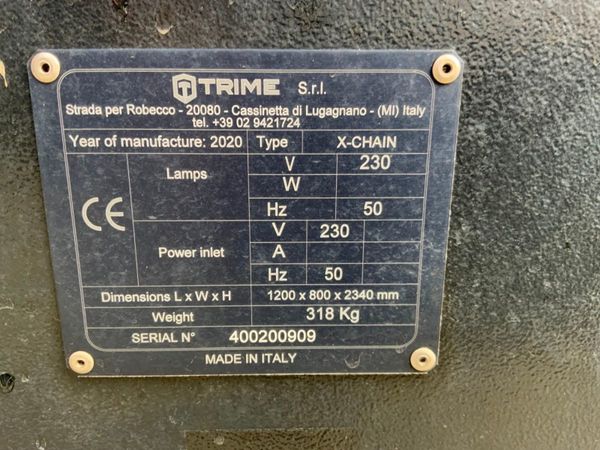 TRIME S.r.l.
Strada per Robecco - 20080 - Cassinetta di Lugagnano - (MI) Italy
tel. +39 02 9421724
Year of manufacture: 2020 Type X-CHAIN
Lamps V 230
W
Hz 50
CE
Power inlet V 230
A
Hz 50
Dimensions L x W x H 1200 x 800 x 2340 mm
Weight 318 Kg
SERIAL N° 400200909
MADE IN ITALY